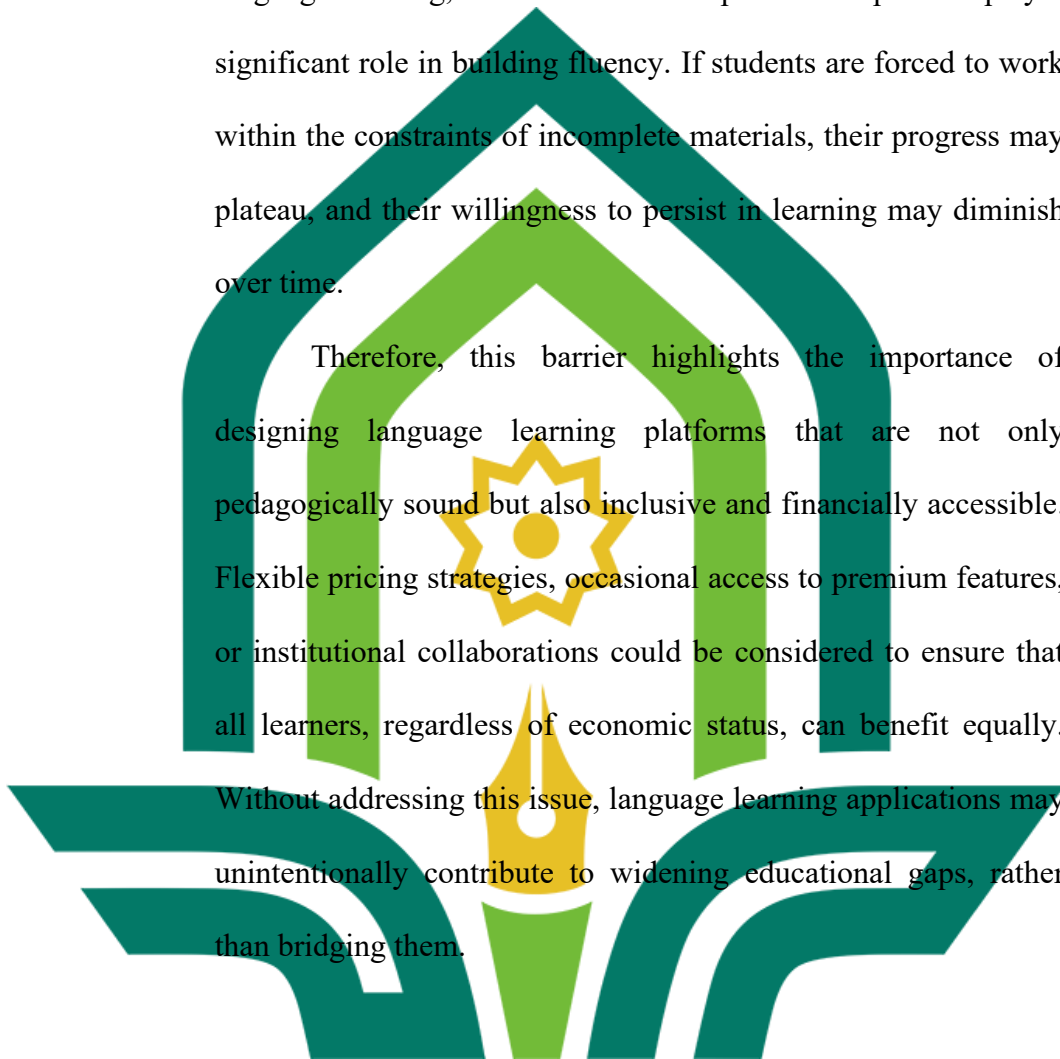 significant role in building fluency. If students are forced to work
within the constraints of incomplete materials, their progress may
plateau, and their willingness to persist in learning may diminish
over time.
Therefore, this barrier highlights the importance of
designing language learning platforms that are not only
pedagogically sound but also inclusive and financially accessible.
Flexible pricing strategies, occasional access to premium features,
or institutional collaborations could be considered to ensure that
all learners, regardless of economic status, can benefit equally.
Without addressing this issue, language learning applications may
unintentionally contribute to widening educational gaps, rather
than bridging them.